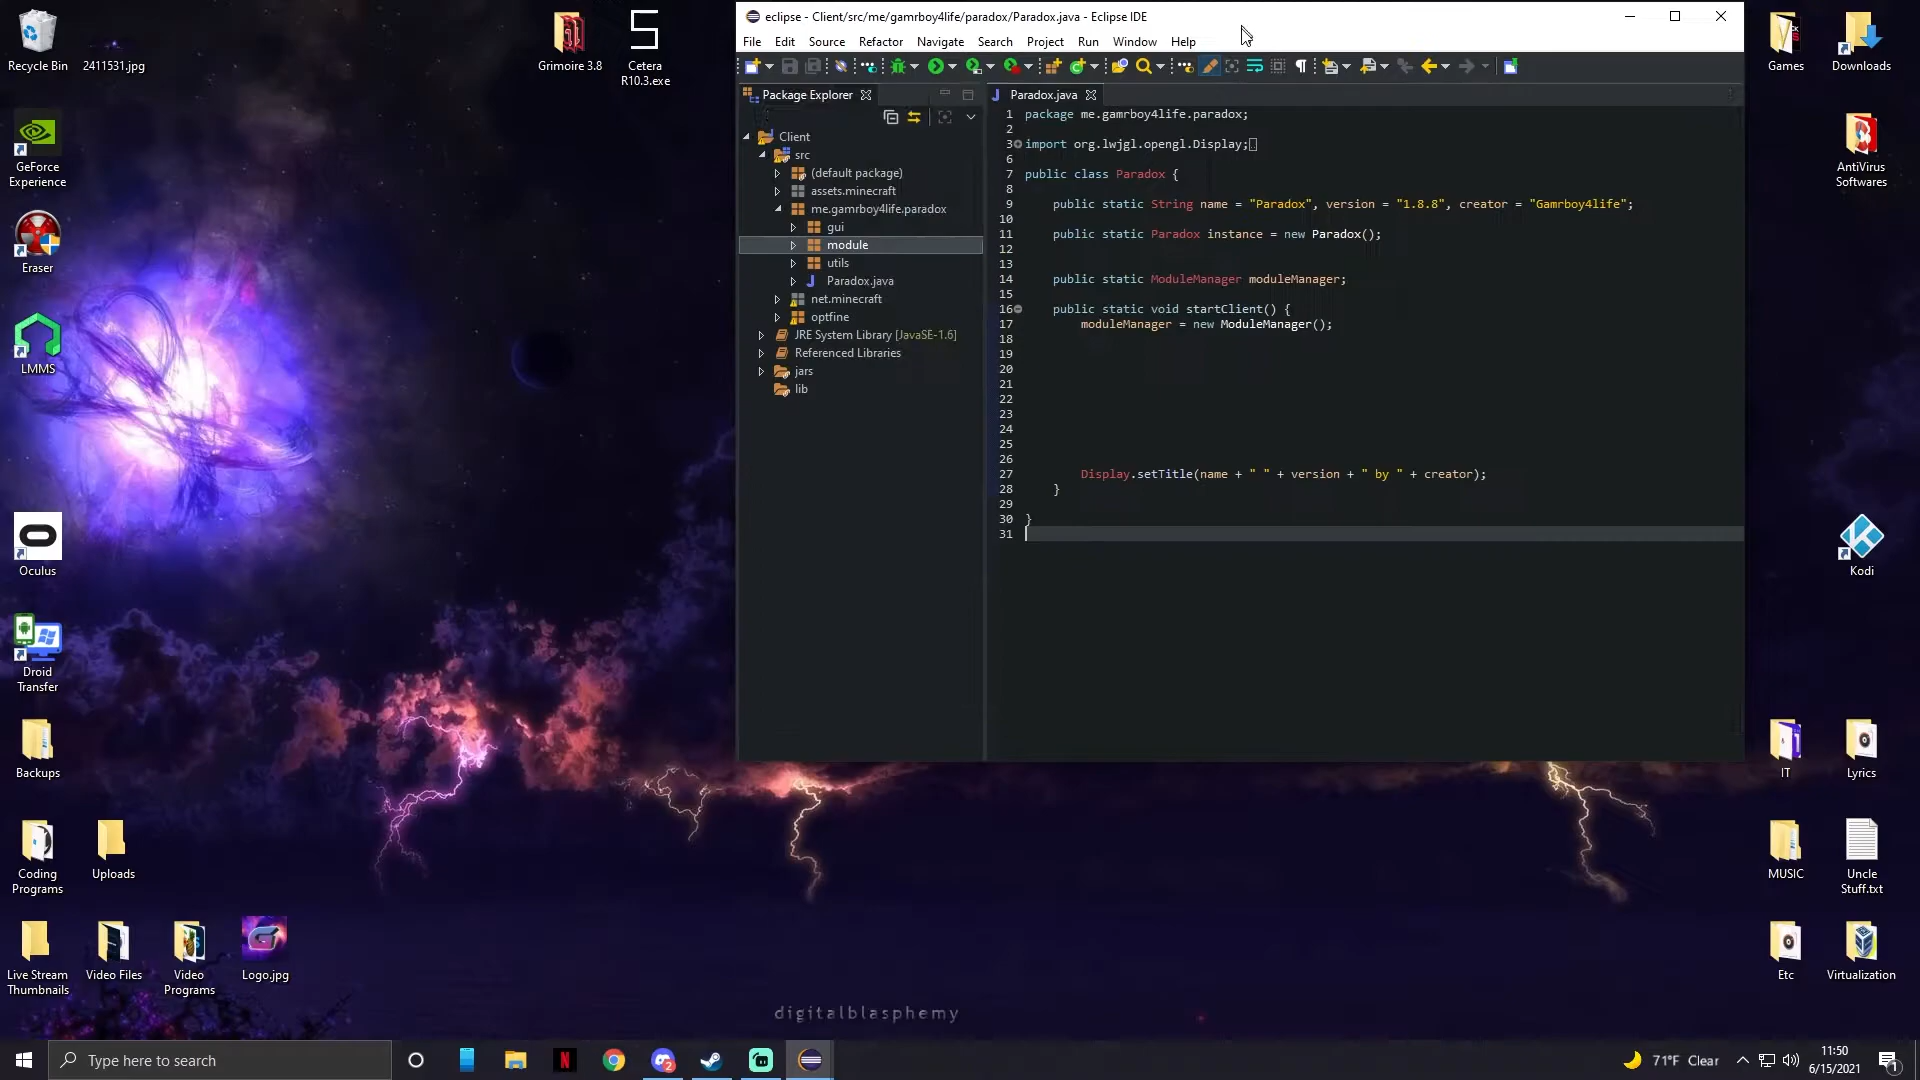 Recycle Bin
2411531.jpg
Grimoire 3.8
Cetera
R10.3.exe
GeForce
Experience
Eraser
LMMS
Oculus
Droid
Transfer
Backups
Coding
Programs
Uploads
Live Stream
Thumbnails
Video Files
Video
Programs
Logo.jpg
eclipse - Client/src/me/gamrboy4life/paradox/Paradox.java - Eclipse IDE
File Edit Source Refactor Navigate Search Project Run Window Help
Package Explorer
Client
src
(default package)
assets.minecraft
me.gamrboy4life.paradox
gui
module
utils
Paradox.java
net.minecraft
optfine
JRE System Library [JavaSE-1.6]
Referenced Libraries
jars
lib
Paradox.java
1 package me.gamrboy4life.paradox;
2
3 import org.lwjgl.opengl.Display;
6
7 public class Paradox {
8
9 public static String name = "Paradox", version = "1.8.8", creator = "Gamrboy4life";
10
11 public static Paradox instance = new Paradox();
12
13
14 public static ModuleManager moduleManager;
15
16 public static void startClient() {
17 moduleManager = new ModuleManager();
18
19
20
21
22
23
24
25
26
27 Display.setTitle(name + " " + version + " by " + creator);
28 }
29
30 }
31
Games
Downloads
AntiVirus
Softwares
Kodi
IT
Lyrics
MUSIC
Uncle
Stuff.txt
Etc
Virtualization
digitalblasphemy
Type here to search
71°F Clear
11:50
6/15/2021